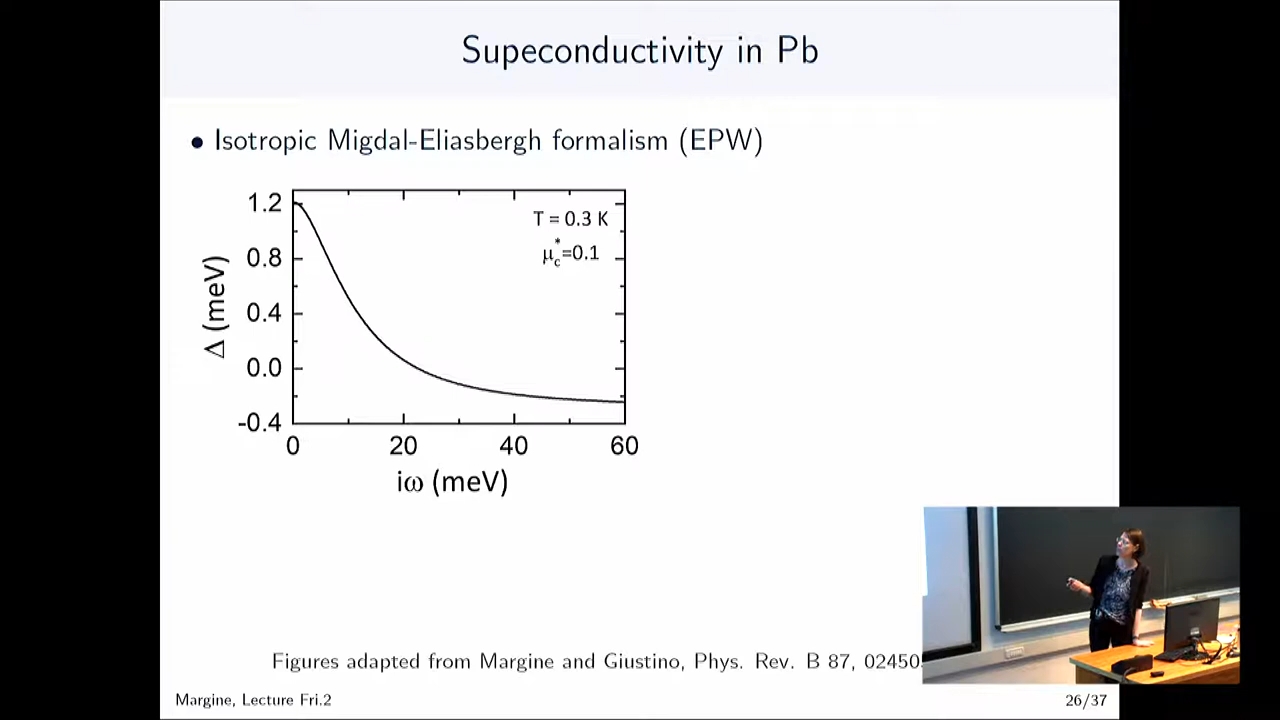 Supeconductivity in Pb
• Isotropic Migdal-Eliasbergh formalism (EPW)
1.2
0.8
0.4
0.0
-0.4
Δ (meV)
T = 0.3 K
μ*c=0.1
0 20 40 60
iω (meV)
Figures adapted from Margine and Giustino, Phys. Rev. B 87, 02450
Margine, Lecture Fri.2
26/37